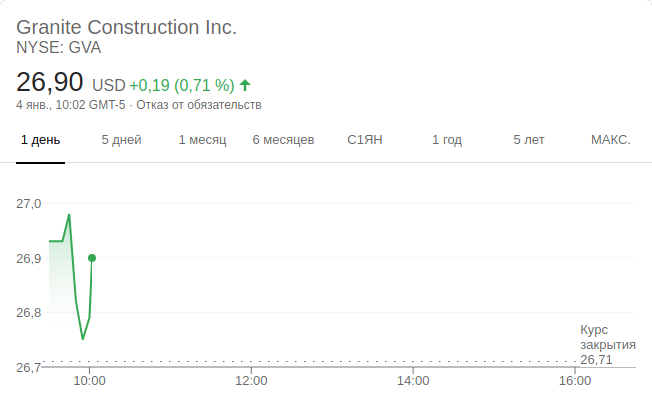 Granite Construction Inc.
NYSE: GVA
26,90 USD +0,19 (0,71 %)
4 янв., 10:02 GMT-5 · Отказ от обязательств
1 день 5 дней 1 месяц 6 месяцев С1ЯН 1 год 5 лет МАКС.
27,0
26,9
26,8
Курс
закрытия
26,71
26,7
10:00 12:00 14:00 16:00